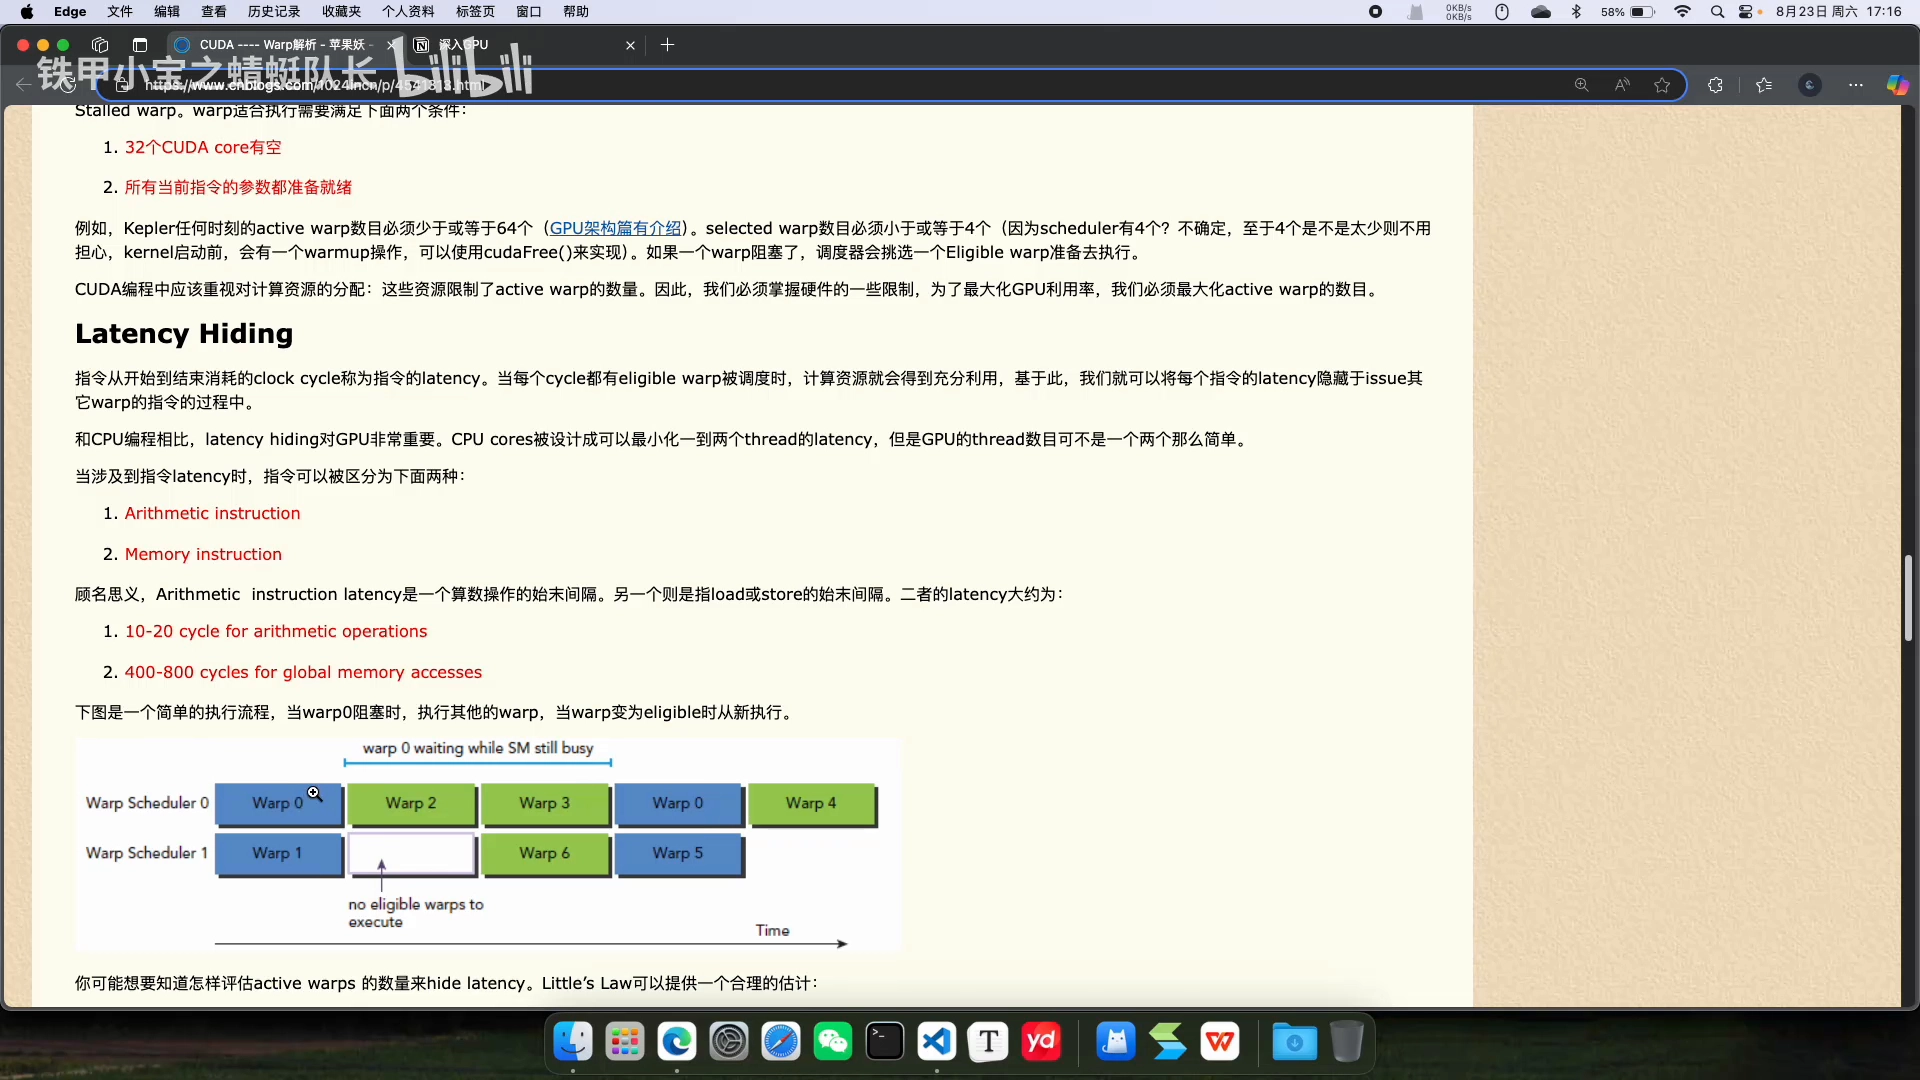 Edge 文件 编辑 查看 历史记录 收藏夹 个人资料 标签页 窗口 帮助 0KB/s 0KB/s 58% 8月23日 周六 17:16
CUDA ---- Warp解析 - 苹果妖 - 深入GPU
铁甲小宝之蜻蜓队长 bilibili
https://www.cnblogs.com/1024incn/p/4541313.html
Stalled warp。warp适合执行需要满足下面两个条件：
1. 32个CUDA core有空
2. 所有当前指令的参数都准备就绪
例如，Kepler任何时刻的active warp数目必须少于或等于64个（GPU架构篇有介绍）。selected warp数目必须小于或等于4个（因为scheduler有4个？不确定，至于4个是不是太少则不用
担心，kernel启动前，会有一个warmup操作，可以使用cudaFree()来实现）。如果一个warp阻塞了，调度器会挑选一个Eligible warp准备去执行。
CUDA编程中应该重视对计算资源的分配：这些资源限制了active warp的数量。因此，我们必须掌握硬件的一些限制，为了最大化GPU利用率，我们必须最大化active warp的数目。
Latency Hiding
指令从开始到结束消耗的clock cycle称为指令的latency。当每个cycle都有eligible warp被调度时，计算资源就会得到充分利用，基于此，我们就可以将每个指令的latency隐藏于issue其
它warp的指令的过程中。
和CPU编程相比，latency hiding对GPU非常重要。CPU cores被设计成可以最小化一到两个thread的latency，但是GPU的thread数目可不是一个两个那么简单。
当涉及到指令latency时，指令可以被区分为下面两种：
1. Arithmetic instruction
2. Memory instruction
顾名思义，Arithmetic  instruction latency是一个算数操作的始末间隔。另一个则是指load或store的始末间隔。二者的latency大约为：
1. 10-20 cycle for arithmetic operations
2. 400-800 cycles for global memory accesses
下图是一个简单的执行流程，当warp0阻塞时，执行其他的warp，当warp变为eligible时从新执行。
warp 0 waiting while SM still busy
Warp Scheduler 0 Warp 0 Warp 2 Warp 3 Warp 0 Warp 4
Warp Scheduler 1 Warp 1 Warp 6 Warp 5
no eligible warps to
execute
Time
你可能想要知道怎样评估active warps 的数量来hide latency。Little’s Law可以提供一个合理的估计：
T yd